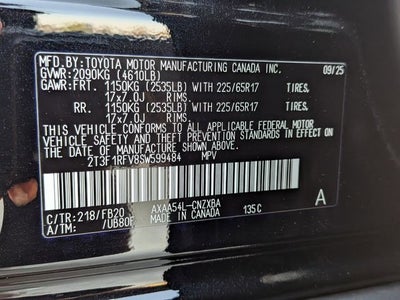 MFD.BY:TOYOTA MOTOR MANUFACTURING CANADA INC. 09/25
GVWR:2090KG (4610LB)
GAWR:FRT. 1150KG (2535LB) WITH 225/65R17 TIRES,
17x7.0J RIMS.
RR. 1150KG (2535LB) WITH 225/65R17 TIRES,
17x7.0J RIMS.
THIS VEHICLE CONFORMS TO ALL APPLICABLE FEDERAL MOTOR
VEHICLE SAFETY AND THEFT PREVENTION STANDARDS IN EFFECT
ON THE DATE OF MANUFACTURE SHOWN ABOVE.
2T3F1RFV8SW599484 MPV
A
C/TR:218/FB20 AXAA54L-CNZXBA
A/TM: /UB80F MADE IN CANADA 135C